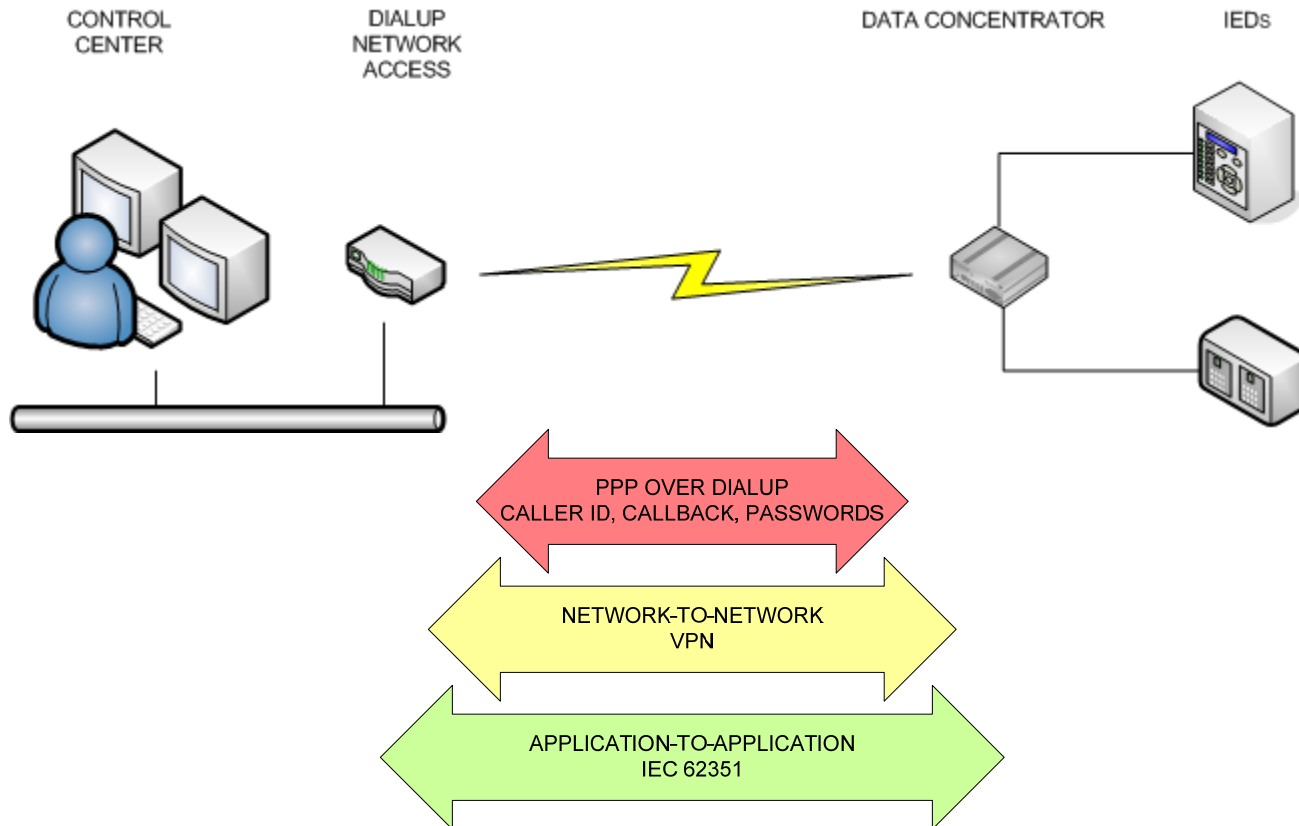 CONTROL
CENTER
DIALUP
NETWORK
ACCESS
DATA CONCENTRATOR
IEDs
PPP OVER DIALUP
CALLER ID, CALLBACK, PASSWORDS
NETWORK-TO-NETWORK
VPN
APPLICATION-TO-APPLICATION
IEC 62351